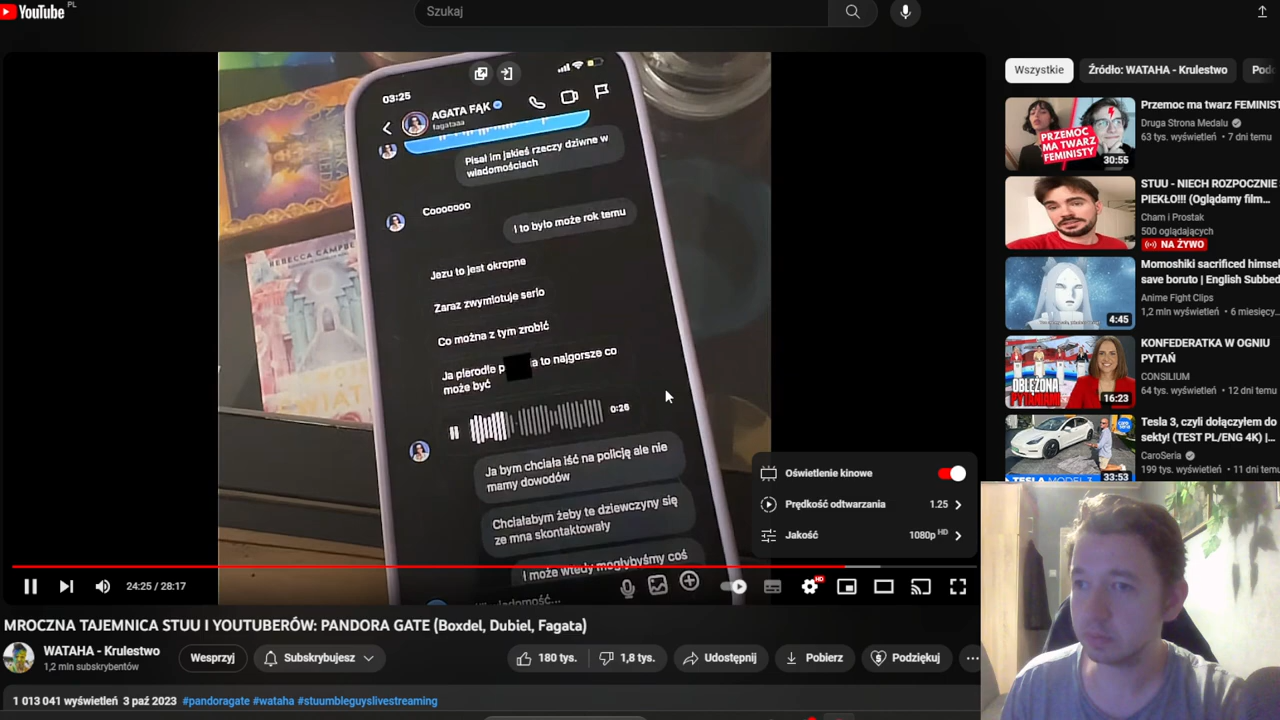 YouTube PL
Szukaj
03:25
AGATA FĄK
fagataaa
Pisał im jakieś rzeczy dziwne w
wiadomościach
Cooooooo
I to było może rok temu
Jezu to jest okropne
Zaraz zwymiotuje serio
Co można z tym zrobić
Ja pierodle p a to najgorsze co
może być
0:26
Ja bym chciała iść na policję ale nie
mamy dowodów
Chciałabym żeby te dziewczyny się
ze mna skontaktowały
I może wtedy mogłybyśmy coś
REBECCA CAMPBE
Oświetlenie kinowe
Prędkość odtwarzania 1.25
Jakość 1080p HD
24:25 / 28:17
HD
MROCZNA TAJEMNICA STUU I YOUTUBERÓW: PANDORA GATE (Boxdel, Dubiel, Fagata)
WATAHA - Krulestwo
1,2 mln subskrybentów
Wesprzyj
Subskrybujesz
180 tys.
1,8 tys.
Udostępnij
Pobierz
Podziękuj
1 013 041 wyświetleń 3 paź 2023 #pandoragate #wataha #stuumbleguyslivestreaming
Wszystkie
Źródło: WATAHA - Krulestwo
Pod
PRZEMOC
MA TWARZ
FEMINISTY
30:55
Przemoc ma twarz FEMINIST
Druga Strona Medalu
63 tys. wyświetleń • 7 dni temu
STUU - NIECH ROZPOCZNIE
PIEKŁO!!! (Oglądamy film...
Cham i Prostak
500 oglądających
NA ŻYWO
4:45
Momoshiki sacrificed himsel
save boruto | English Subbed
Anime Fight Clips
1,2 mln wyświetleń • 6 miesięcy
OBLĘŻONA
PYTANIAMI
16:23
KONFEDERATKA W OGNIU
PYTAŃ
CONSILIUM
64 tys. wyświetleń • 12 dni temu
TESLA MODEL 3
33:53
Tesla 3, czyli dołączyłem do
sekty! (TEST PL/ENG 4K) |...
CaroSeria
199 tys. wyświetleń • 11 dni temu